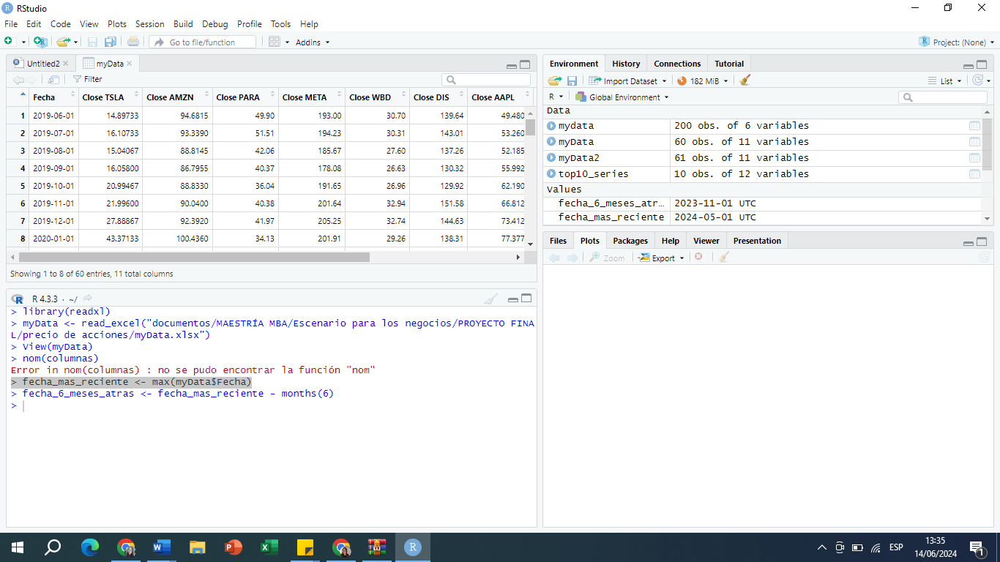 RStudio
File Edit Code View Plots Session Build Debug Profile Tools Help
Go to file/function Addins Project: (None)
Untitled2 myData
Filter
Fecha Close TSLA Close AMZN Close PARA Close META Close WBD Close DIS Close AAPL
1 2019-06-01 14.89733 94.6815 49.90 193.00 30.70 139.64 49.480
2 2019-07-01 16.10733 93.3390 51.51 194.23 30.31 143.01 53.260
3 2019-08-01 15.04067 88.8145 42.06 185.67 27.60 137.26 52.185
4 2019-09-01 16.05800 86.7955 40.37 178.08 26.63 130.32 55.992
5 2019-10-01 20.99467 88.8330 36.04 191.65 26.96 129.92 62.190
6 2019-11-01 21.99600 90.0400 40.38 201.64 32.94 151.58 66.812
7 2019-12-01 27.88867 92.3920 41.97 205.25 32.74 144.63 73.412
8 2020-01-01 43.37133 100.4360 34.13 201.91 29.26 138.31 77.377
Showing 1 to 8 of 60 entries, 11 total columns
R 4.3.3 · ~/
> library(readxl)
> myData <- read_excel("documentos/MAESTRÍA MBA/Escenario para los negocios/PROYECTO FINA
L/precio de acciones/myData.xlsx")
> View(myData)
> nom(columnas)
Error in nom(columnas) : no se pudo encontrar la función "nom"
> fecha_mas_reciente <- max(myData$Fecha)
> fecha_6_meses_atras <- fecha_mas_reciente - months(6)
>
Environment History Connections Tutorial
Import Dataset 182 MiB List
R Global Environment
Data
mydata 200 obs. of 6 variables
myData 60 obs. of 11 variables
myData2 61 obs. of 11 variables
top10_series 10 obs. of 12 variables
Values
fecha_6_meses_atr… 2023-11-01 UTC
fecha_mas_reciente 2024-05-01 UTC
Files Plots Packages Help Viewer Presentation
Zoom Export
ESP
13:35
14/06/2024
1